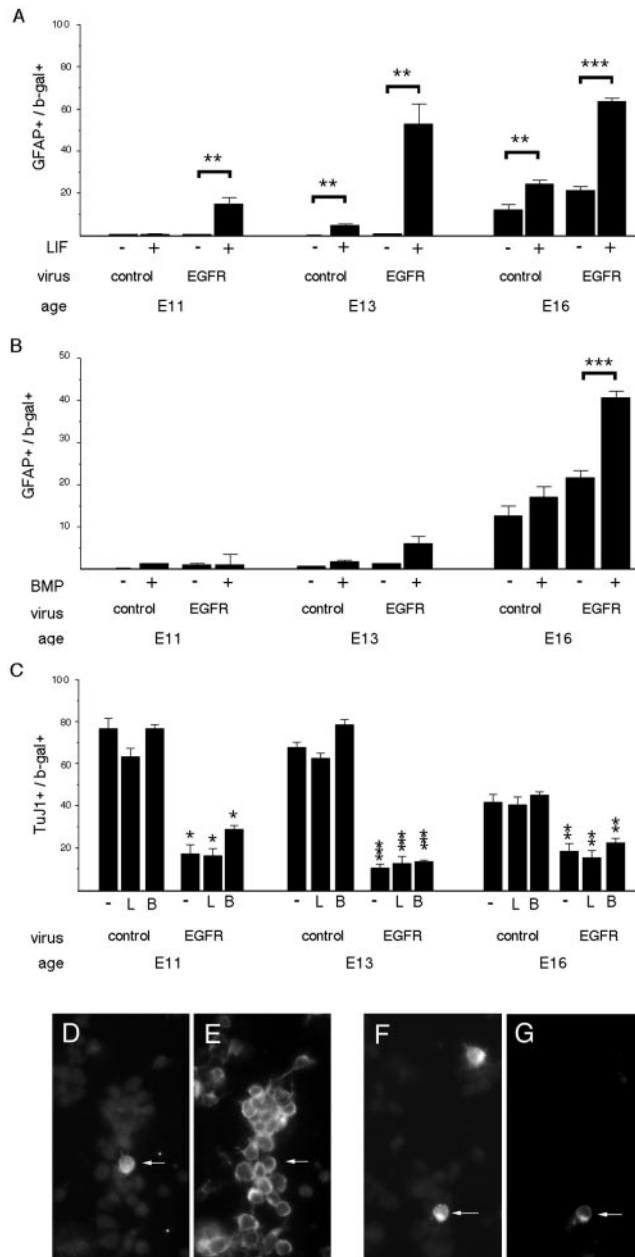 A
GFAP+ / b-gal+
100
80
60
40
20
** ** ** ** ***
LIF - + - + - + - + - + - +
virus control EGFR control EGFR control EGFR
age E11 E13 E16
B
GFAP+ / b-gal+
50
40
30
20
10
***
BMP - + - + - + - + - + - +
virus control EGFR control EGFR control EGFR
age E11 E13 E16
C
TuJ1+ / b-gal+
100
80
60
40
20
* * * *** *** *** ** ** **
- L B - L B - L B - L B - L B - L B
virus control EGFR control EGFR control EGFR
age E11 E13 E16
D E F G